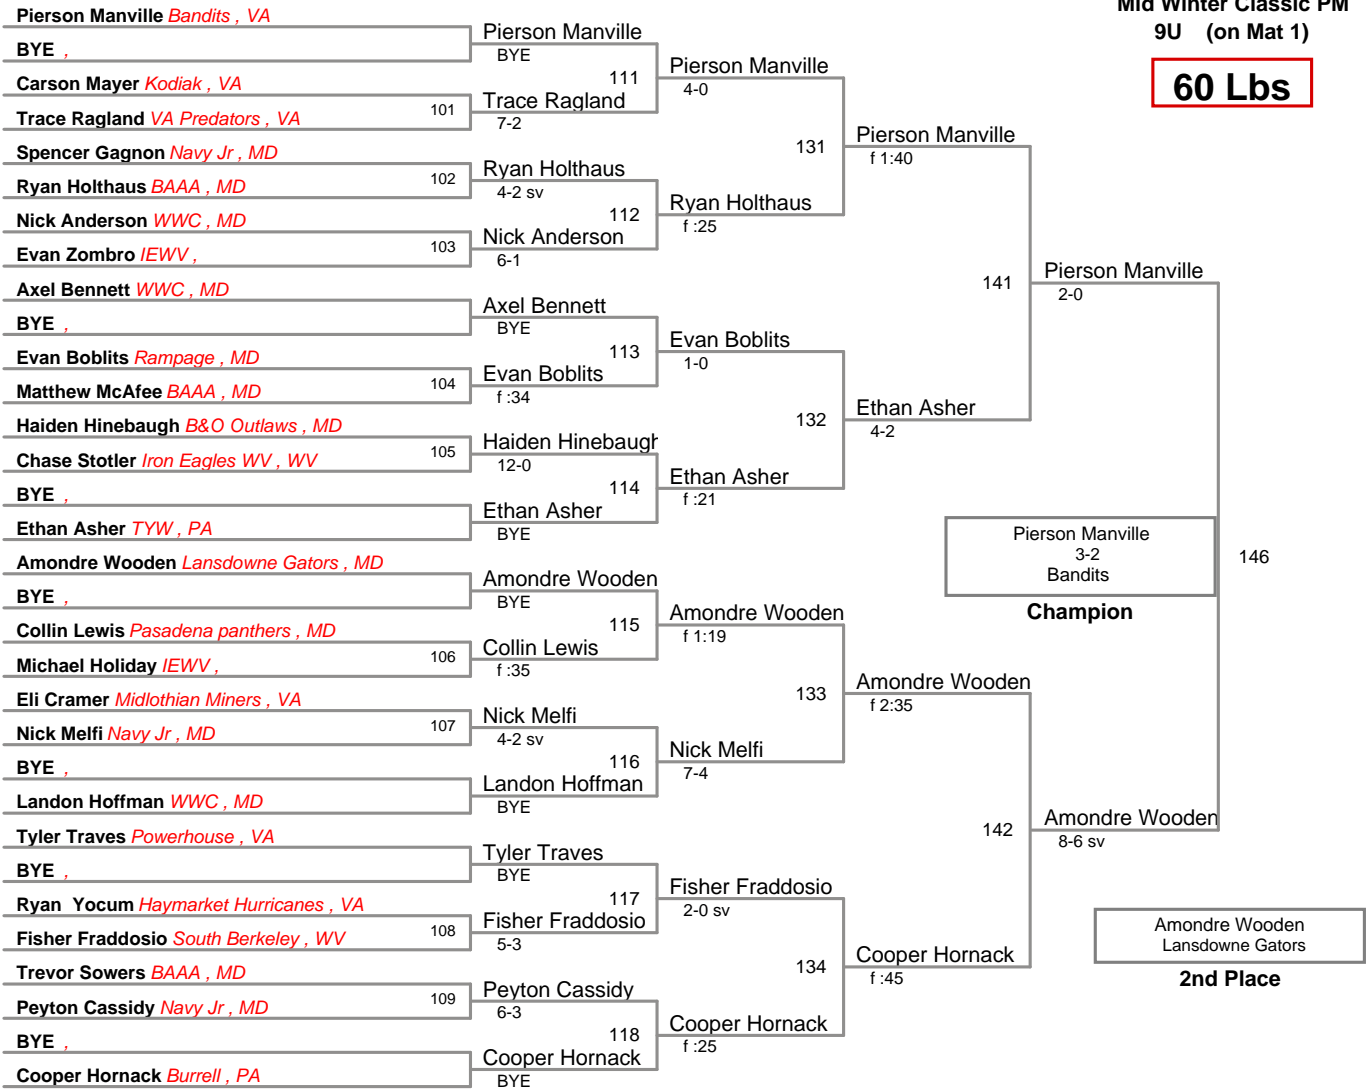 Mid Winter Classic PM
9U (on Mat 1)
60 Lbs
Pierson Manville Bandits , VA
BYE ,
Carson Mayer Kodiak , VA
Trace Ragland VA Predators , VA
Spencer Gagnon Navy Jr , MD
Ryan Holthaus BAAA , MD
Nick Anderson WWC , MD
Evan Zombro IEWV ,
Axel Bennett WWC , MD
BYE ,
Evan Boblits Rampage , MD
Matthew McAfee BAAA , MD
Haiden Hinebaugh B&O Outlaws , MD
Chase Stotler Iron Eagles WV , WV
BYE ,
Ethan Asher TYW , PA
Amondre Wooden Lansdowne Gators , MD
BYE ,
Collin Lewis Pasadena panthers , MD
Michael Holiday IEWV ,
Eli Cramer Midlothian Miners , VA
Nick Melfi Navy Jr , MD
BYE ,
Landon Hoffman WWC , MD
Tyler Traves Powerhouse , VA
BYE ,
Ryan Yocum Haymarket Hurricanes , VA
Fisher Fraddosio South Berkeley , WV
Trevor Sowers BAAA , MD
Peyton Cassidy Navy Jr , MD
BYE ,
Cooper Hornack Burrell , PA
101
102
103
104
105
106
107
108
109
Pierson Manville
BYE
Trace Ragland
7-2
Ryan Holthaus
4-2 sv
Nick Anderson
6-1
Axel Bennett
BYE
Evan Boblits
f :34
Haiden Hinebaugh
12-0
Ethan Asher
BYE
Amondre Wooden
BYE
Collin Lewis
f :35
Nick Melfi
4-2 sv
Landon Hoffman
BYE
Tyler Traves
BYE
Fisher Fraddosio
5-3
Peyton Cassidy
6-3
Cooper Hornack
BYE
111
112
113
114
115
116
117
118
Pierson Manville
4-0
Ryan Holthaus
f :25
Evan Boblits
1-0
Ethan Asher
f :21
Amondre Wooden
f 1:19
Nick Melfi
7-4
Fisher Fraddosio
2-0 sv
Cooper Hornack
f :25
131
132
133
134
Pierson Manville
f 1:40
Ethan Asher
4-2
Amondre Wooden
f 2:35
Cooper Hornack
f :45
141
142
Pierson Manville
2-0
Amondre Wooden
8-6 sv
146
Pierson Manville
3-2
Bandits
Champion
Amondre Wooden
Lansdowne Gators
2nd Place